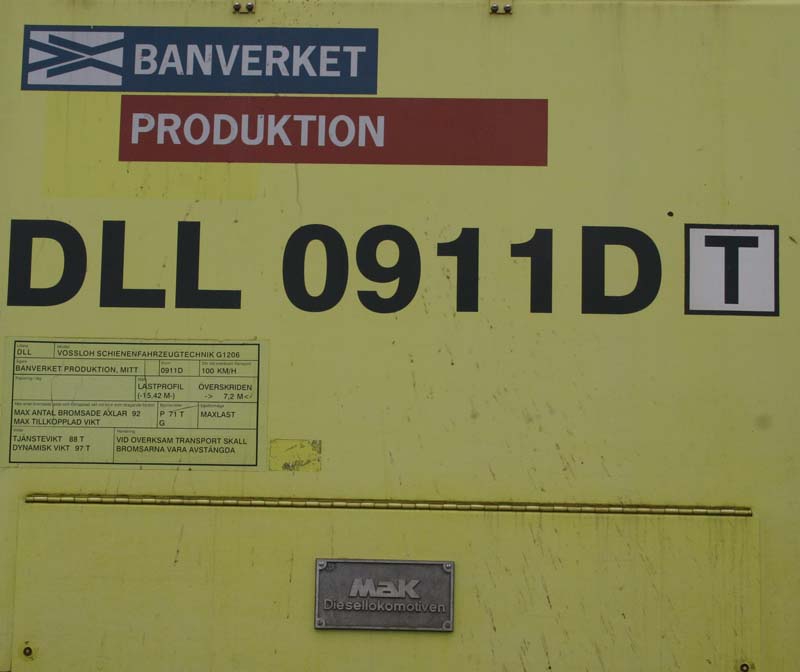 BANVERKET
PRODUKTION
DLL 0911D T
DLL VOSSLOH SCHIENENFAHRZEUGTECHNIK G1206
BANVERKET PRODUKTION, MITT 0911D 100 KM/H
LASTPROFIL ÖVERSKRIDEN
(-15,42 M-) -> 7,2 M<-
MAX ANTAL BROMSADE AXLAR 92 P 71 T MAXLAST
MAX TILLKOPPLAD VIKT G
TJÄNSTEVIKT 88 T VID OVERKSAM TRANSPORT SKALL
DYNAMISK VIKT 97 T BROMSARNA VARA AVSTÄNGDA
MaK
Diesellokomotiven